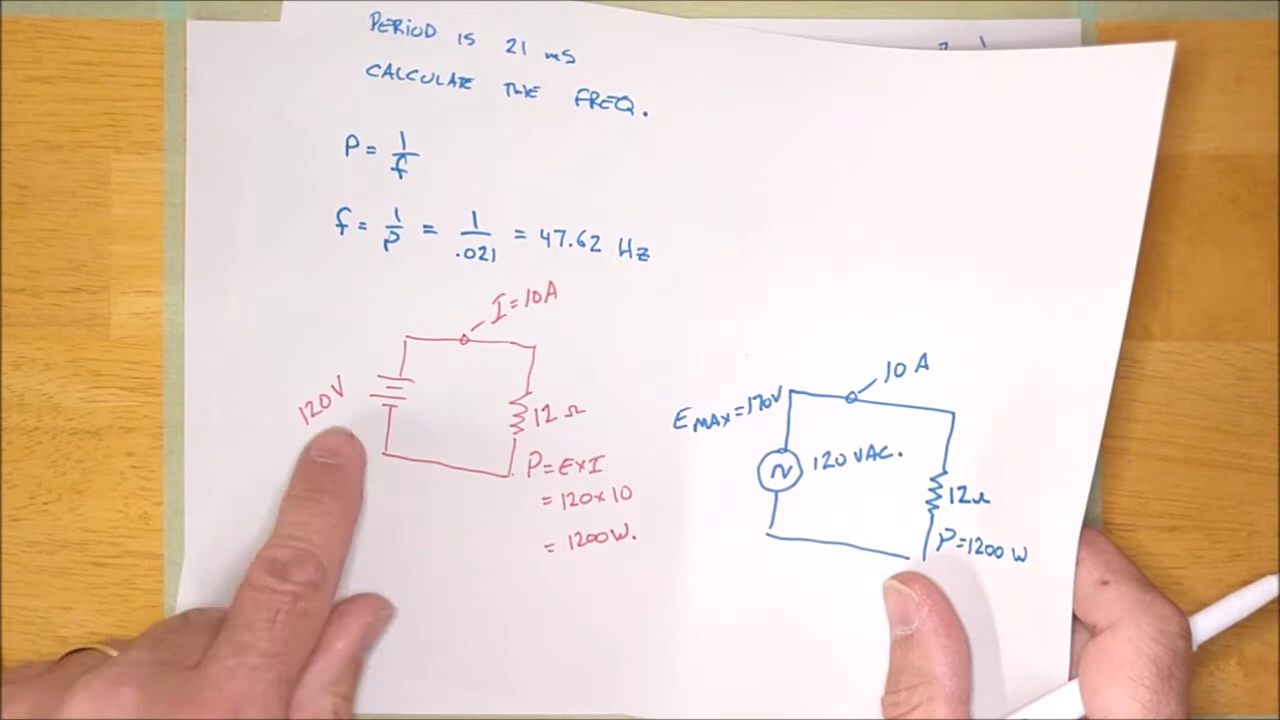 PERIOD IS 21 ms
CALCULATE THE FREQ.
P = 1/f
f = 1/P = 1/.021 = 47.62 Hz
I = 10A
120V
12 Ω
P = E×I
= 120×10
= 1200W.
10 A
EMAX = 170V
120 VAC.
12Ω
P=1200 W